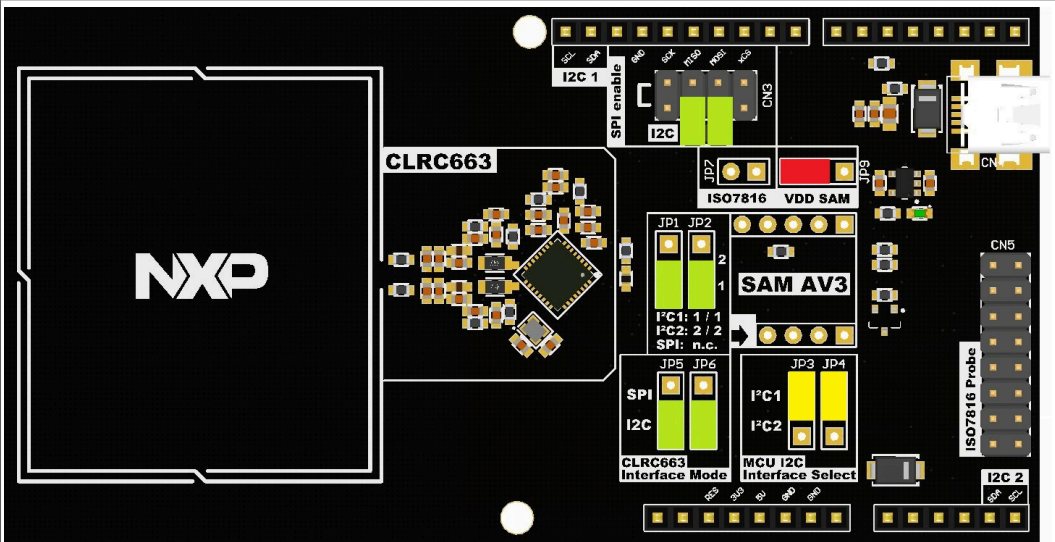 SCL SDA GND SCK MISO MOSI xCS
I2C 1
SPI enable
I2C
CN3
CN4
CLRC663
JP7
JP9
ISO7816
VDD SAM
JP1 JP2
2
1
I²C1: 1 / 1
I²C2: 2 / 2
SPI: n.c.
SAM AV3
CN5
NXP
JP5 JP6
SPI
I2C
CLRC663
Interface Mode
JP3 JP4
I²C1
I²C2
MCU I2C
Interface Select
ISO7816 Probe
I2C 2
SDA SCL
RES 3V3 5V GND GND